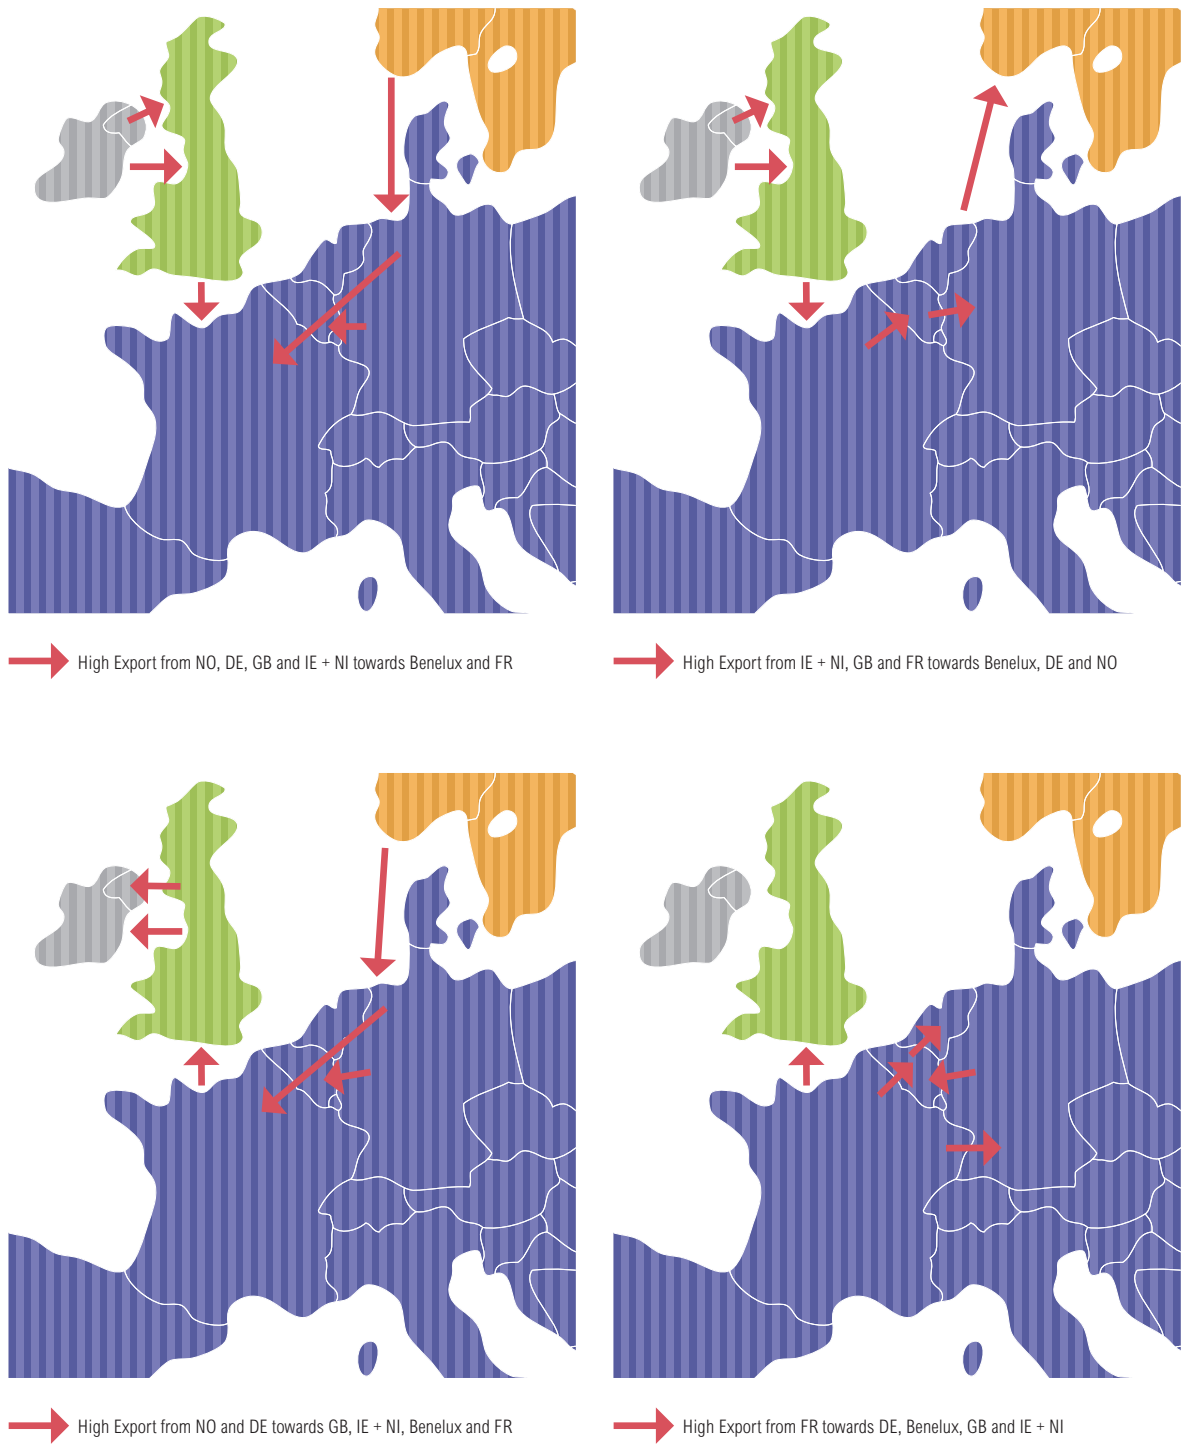 High Export from NO, DE, GB and IE + NI towards Benelux and FR
High Export from IE + NI, GB and FR towards Benelux, DE and NO
High Export from NO and DE towards GB, IE + NI, Benelux and FR
High Export from FR towards DE, Benelux, GB and IE + NI